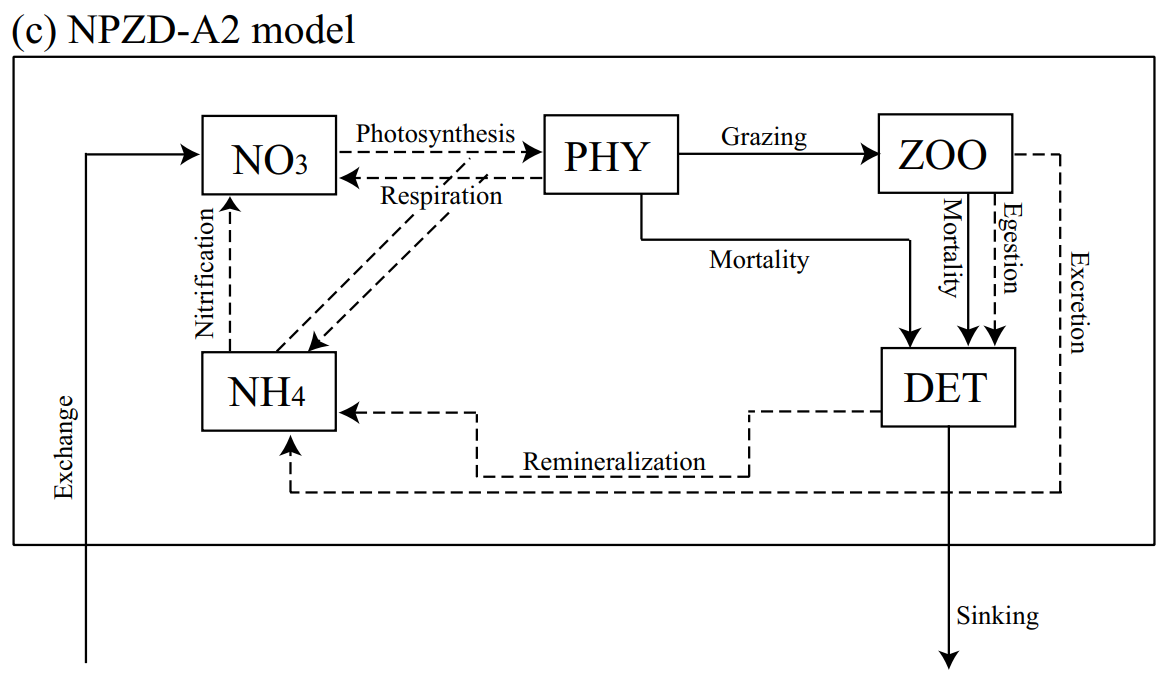 (c) NPZD-A2 model
Photosynthesis
Grazing
NO3
PHY
ZOO
Respiration
Mortality
Mortality
Egestion
Excretion
Nitrification
NH4
DET
Exchange
Remineralization
Sinking